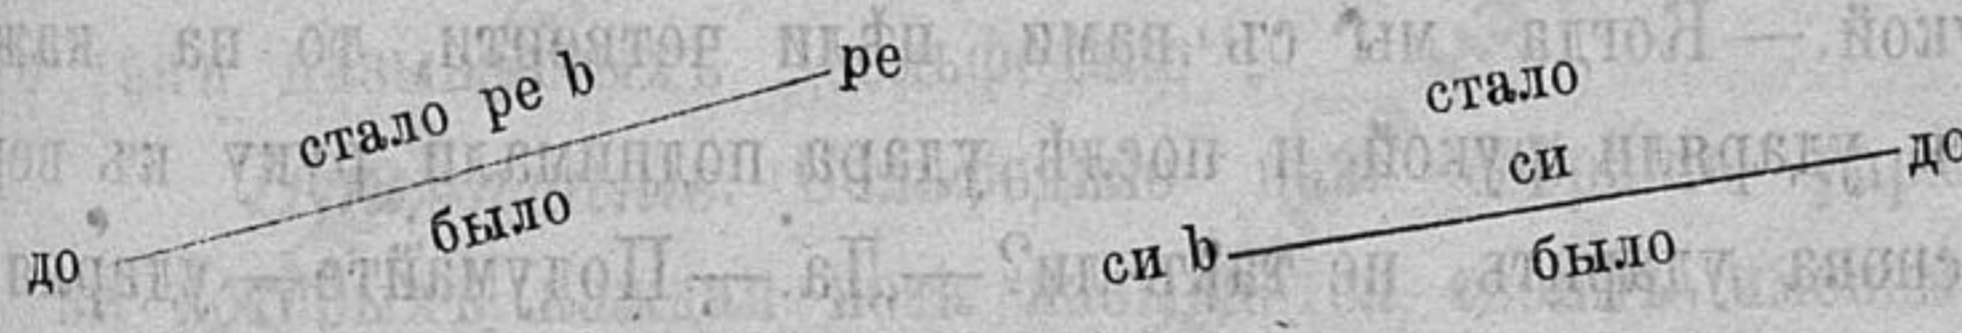 стало ре b
до ре
было
стало
си
си b до
было